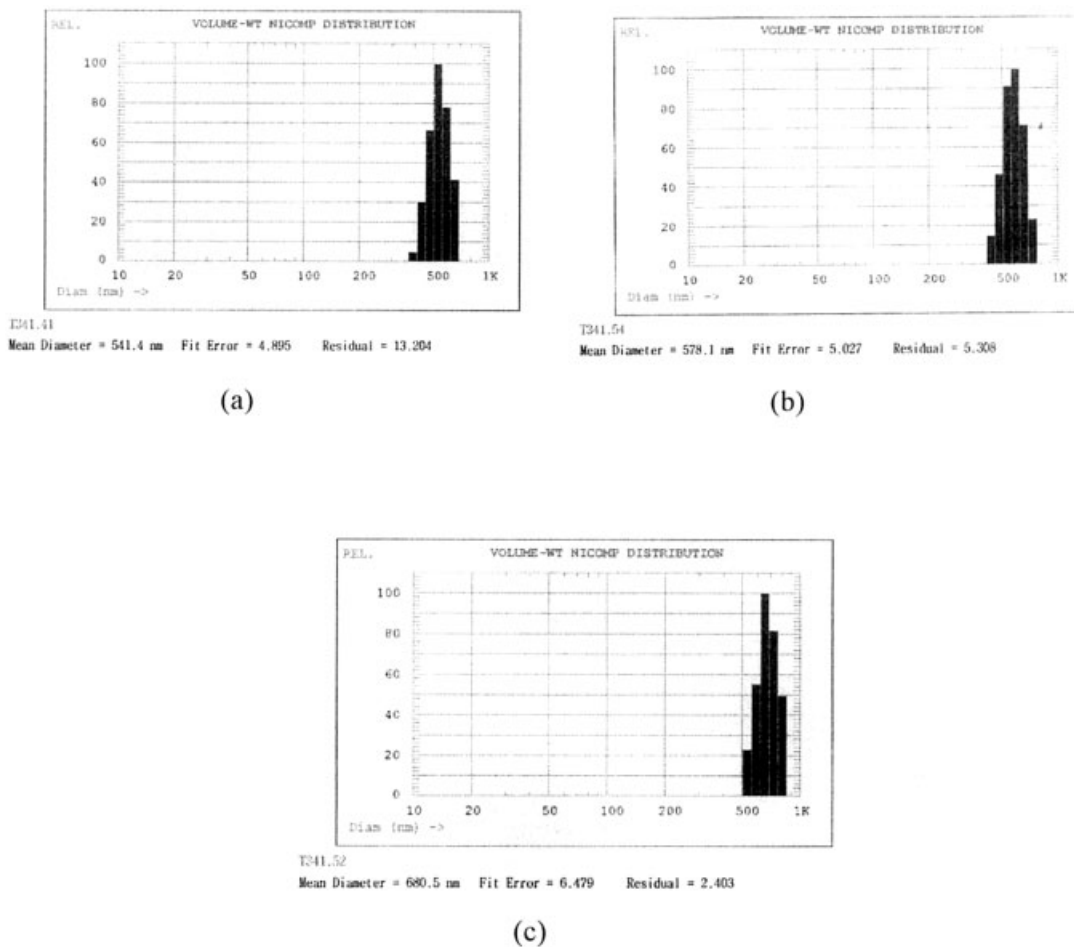 REL. VOLUME-WT NICOMP DISTRIBUTION
100
80
60
40
20
0
10 20 50 100 200 500 1K
Diam (nm) ->
T341.41
Mean Diameter = 541.4 nm Fit Error = 4.895 Residual = 13.204
(a)
REL. VOLUME-WT NICOMP DISTRIBUTION
100
80
60
40
20
0
10 20 50 100 200 500 1K
Diam (nm) ->
T341.54
Mean Diameter = 578.1 nm Fit Error = 5.027 Residual = 5.308
(b)
REL. VOLUME-WT NICOMP DISTRIBUTION
100
80
60
40
20
0
10 20 50 100 200 500 1K
Diam (nm) ->
T341.52
Mean Diameter = 680.5 nm Fit Error = 6.479 Residual = 2.403
(c)